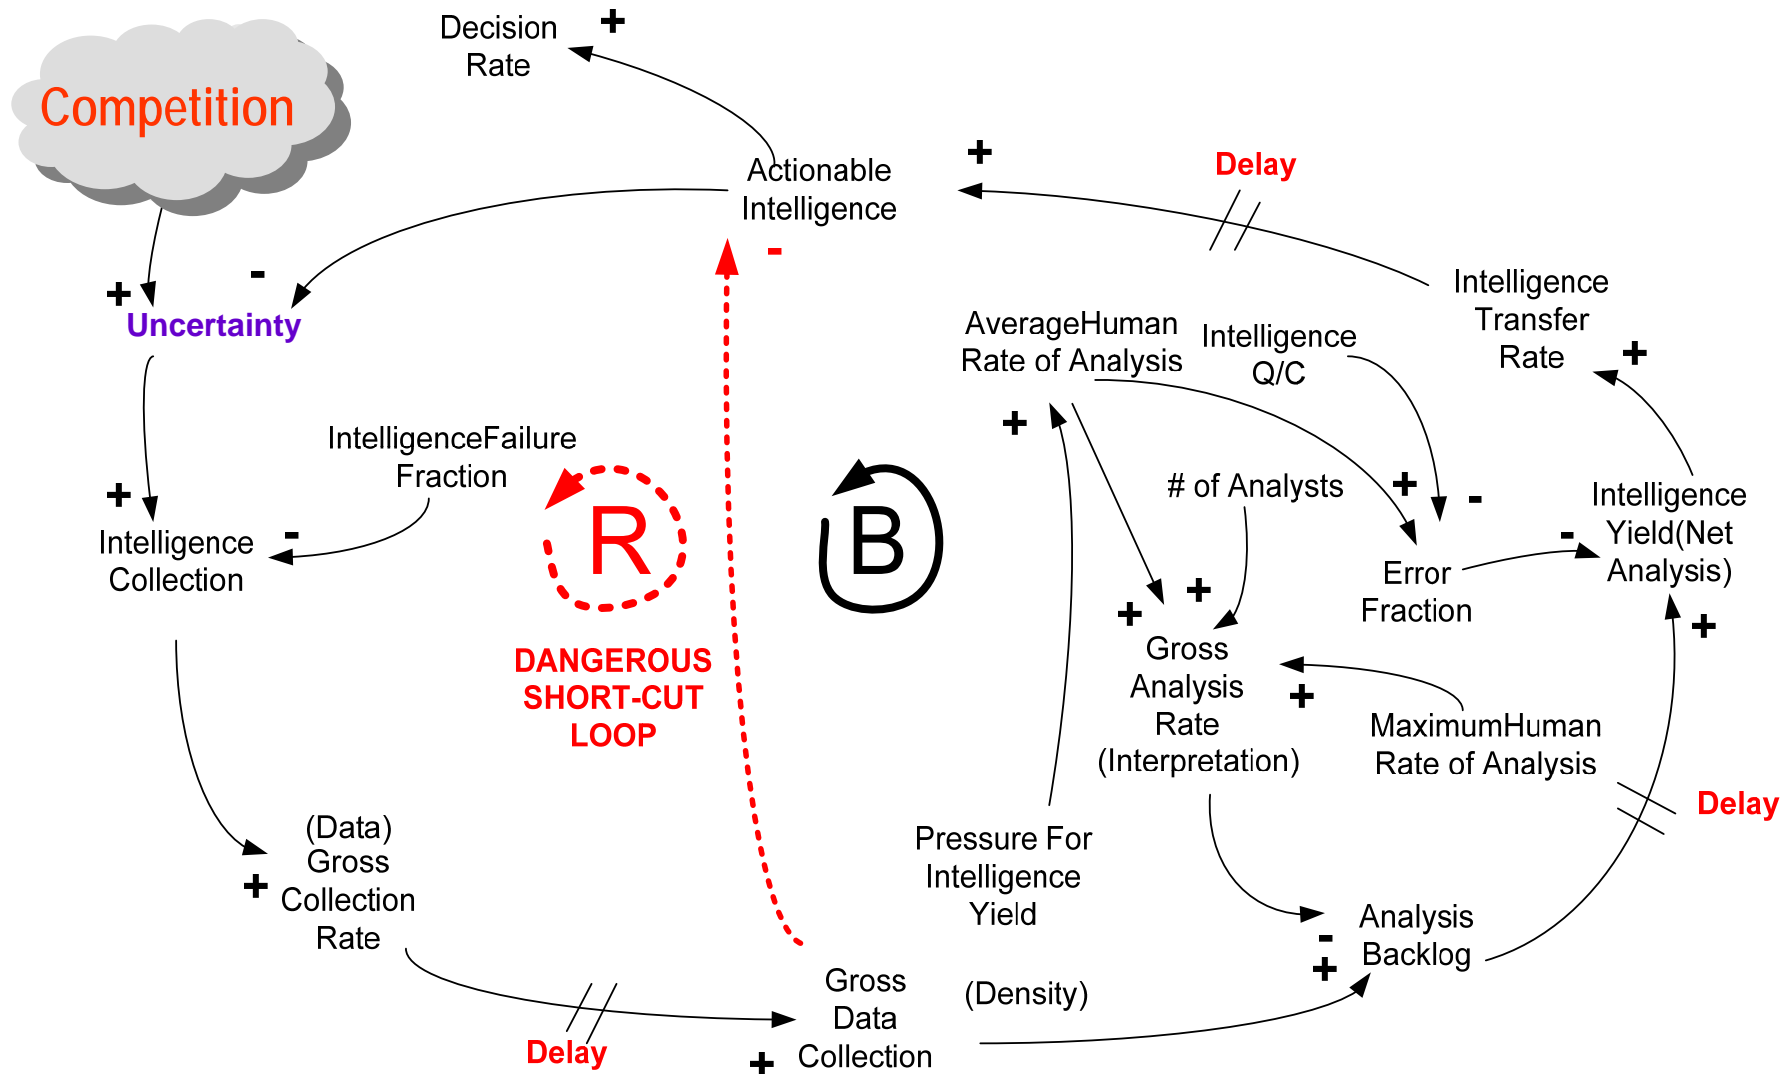 Decision
Rate
+
Competition
Actionable
Intelligence
+
Delay
-
-
+
Uncertainty
Intelligence
Transfer
Rate
+
AverageHuman
Rate of Analysis
+
Intelligence
Q/C
IntelligenceFailure
Fraction
-
+
Intelligence
Collection
R
B
DANGEROUS
SHORT-CUT
LOOP
# of Analysts
+
-
Intelligence
Yield(Net
Analysis)
-
+
Error
Fraction
+
+
Gross
Analysis
Rate
(Interpretation)
+
MaximumHuman
Rate of Analysis
Delay
(Data)
Gross
Collection
Rate
+
Pressure For
Intelligence
Yield
Analysis
Backlog
-
+
Gross
Data
Collection
(Density)
+
Delay